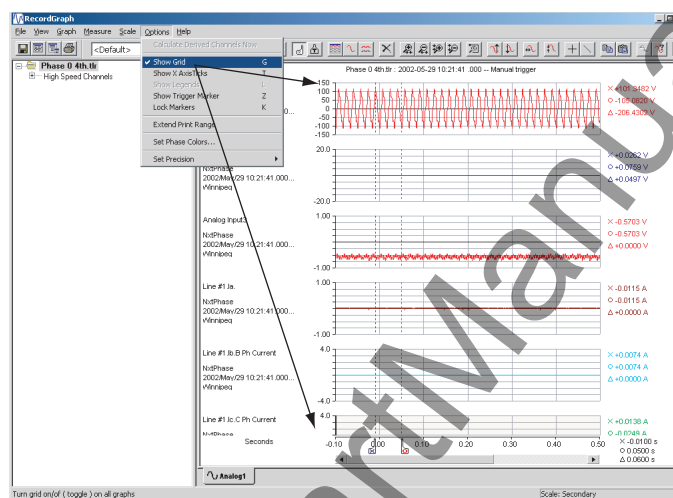 RecordGraph
File View Graph Measure Scale Options Help
<Default>
Calculate Derived Channels Now
Show Grid G
Show X AxisTicks T
Show Legends L
Show Trigger Marker Z
Lock Markers K
Extend Print Range
Set Phase Colors...
Set Precision
Phase 0 4th.tlr
High Speed Channels
Phase 0 4th.tlr : 2002-05-29 10:21:41 .000 -- Manual trigger
150
100
50
0
-50
-100
-150
X +101.3482 V
O -105.0820 V
Δ -206.4302 V
20.0
-20.0
NxtPhase
2002/May/29 10:21:41.000...
Winnipeg
X +0.0262 V
O +0.0759 V
Δ +0.0497 V
Analog Input3
NxtPhase
2002/May/29 10:21:41.000...
Winnipeg
1.00
-1.00
X -0.5703 V
O -0.5703 V
Δ +0.0000 V
Line #1.Ia.
NxtPhase
2002/May/29 10:21:41.000...
Winnipeg
1.00
-1.00
X -0.0115 A
O -0.0115 A
Δ +0.0000 A
Line #1.Ib.B Ph Current
NxtPhase
2002/May/29 10:21:41.000...
Winnipeg
4.0
-4.0
X +0.0074 A
O +0.0074 A
Δ +0.0000 A
Line #1.Ic.C Ph Current
NxtPhase
4.0
X +0.0138 A
O -0.0249 A
Seconds
-0.10 0.00 0.10 0.20 0.30 0.40 0.50
X -0.0100 s
O 0.0500 s
Δ 0.0600 s
Analog1
Turn grid on/of ( toggle ) on all graphs
Scale: Secondary